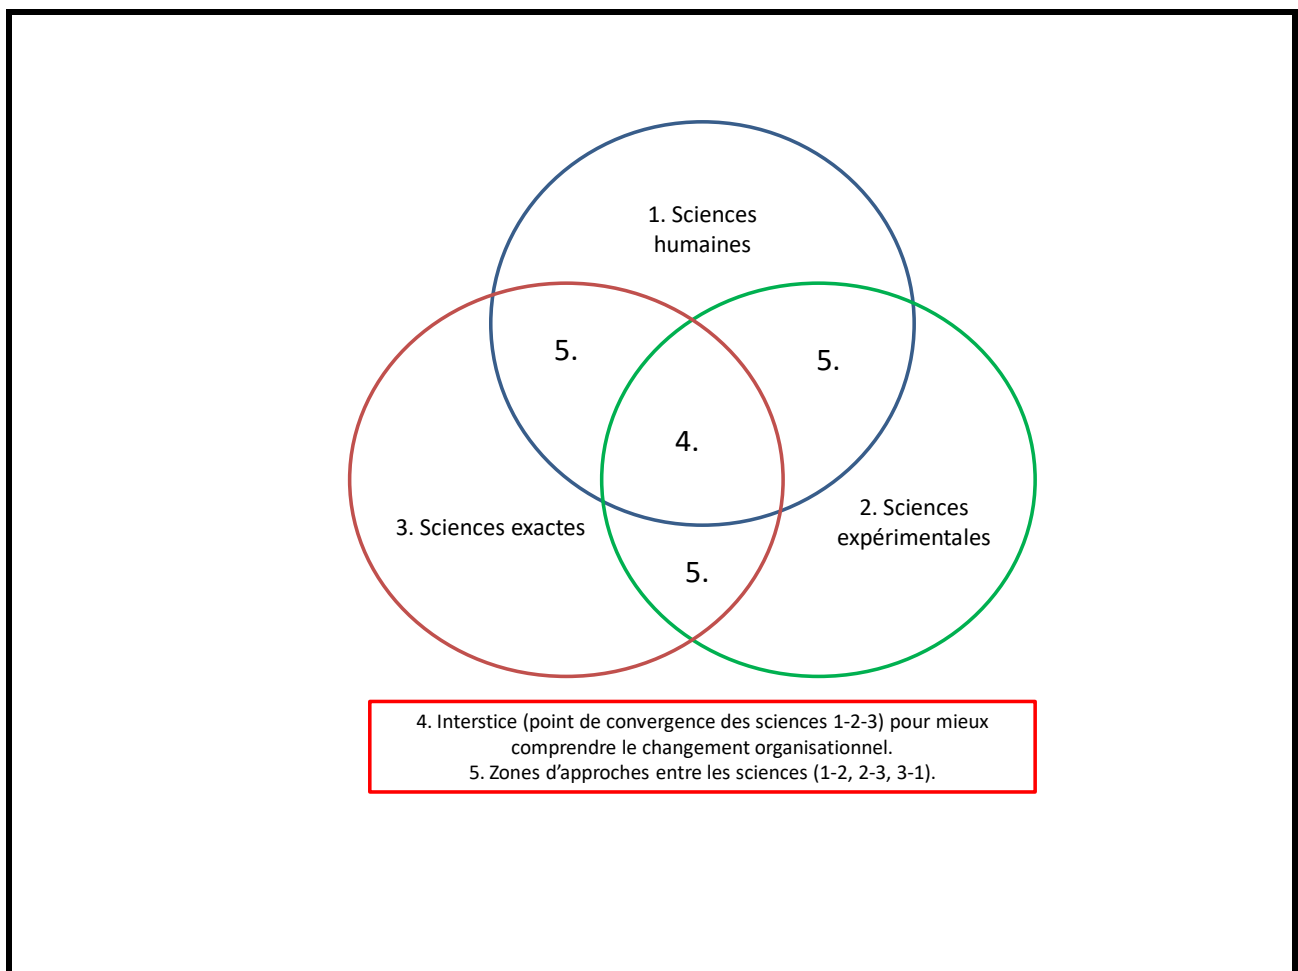 1. Sciences
humaines
5.
5.
4.
2. Sciences
expérimentales
3. Sciences exactes
5.
4. Interstice (point de convergence des sciences 1-2-3) pour mieux
comprendre le changement organisationnel.
5. Zones d’approches entre les sciences (1-2, 2-3, 3-1).